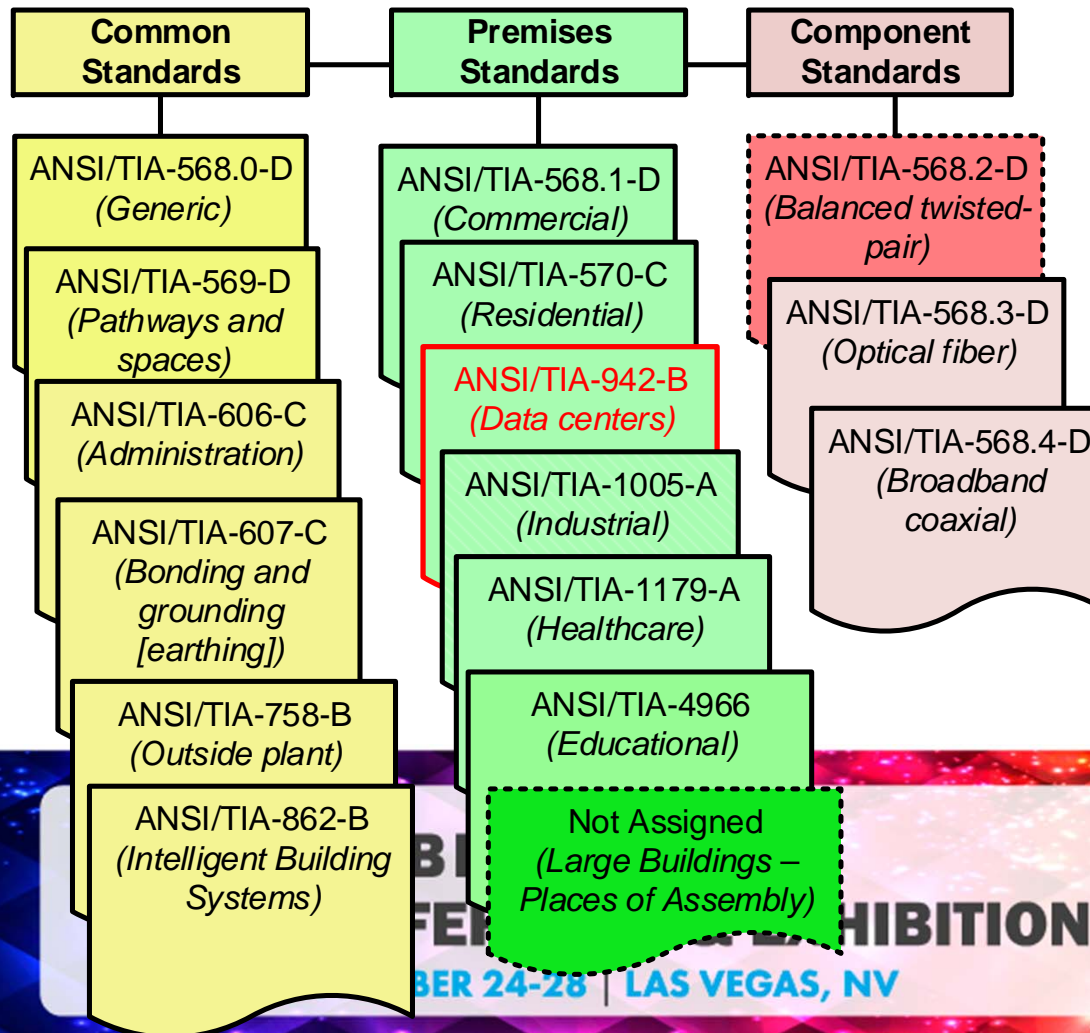 Common
Standards
Premises
Standards
Component
Standards
ANSI/TIA-568.0-D
(Generic)
ANSI/TIA-569-D
(Pathways and
spaces)
ANSI/TIA-606-C
(Administration)
ANSI/TIA-607-C
(Bonding and
grounding
[earthing])
ANSI/TIA-758-B
(Outside plant)
ANSI/TIA-862-B
(Intelligent Building
Systems)
ANSI/TIA-568.1-D
(Commercial)
ANSI/TIA-570-C
(Residential)
ANSI/TIA-942-B
(Data centers)
ANSI/TIA-1005-A
(Industrial)
ANSI/TIA-1179-A
(Healthcare)
ANSI/TIA-4966
(Educational)
Not Assigned
(Large Buildings –
Places of Assembly)
ANSI/TIA-568.2-D
(Balanced twisted-
pair)
ANSI/TIA-568.3-D
(Optical fiber)
ANSI/TIA-568.4-D
(Broadband
coaxial)
24-28 | LAS VEGAS, NV